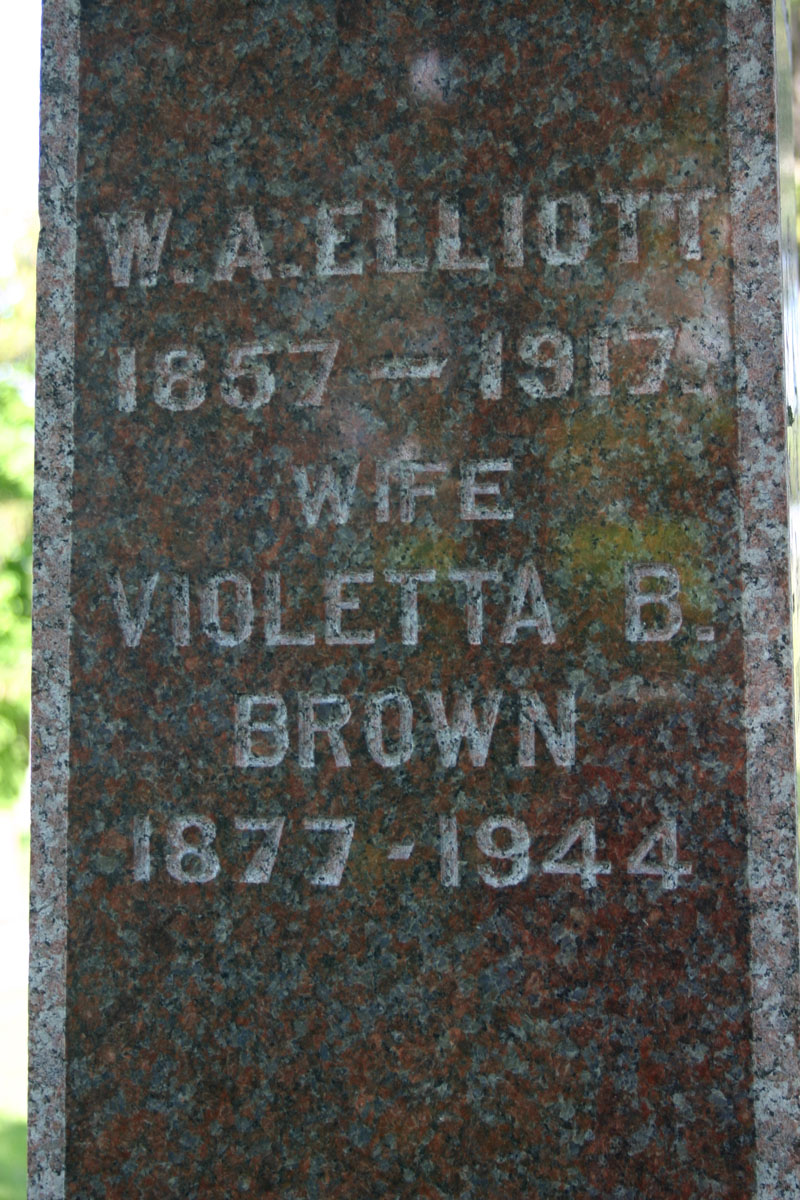 W. A. ELLIOTT
1857 – 1917.
WIFE
VIOLETTA B.
BROWN
1877 - 1944